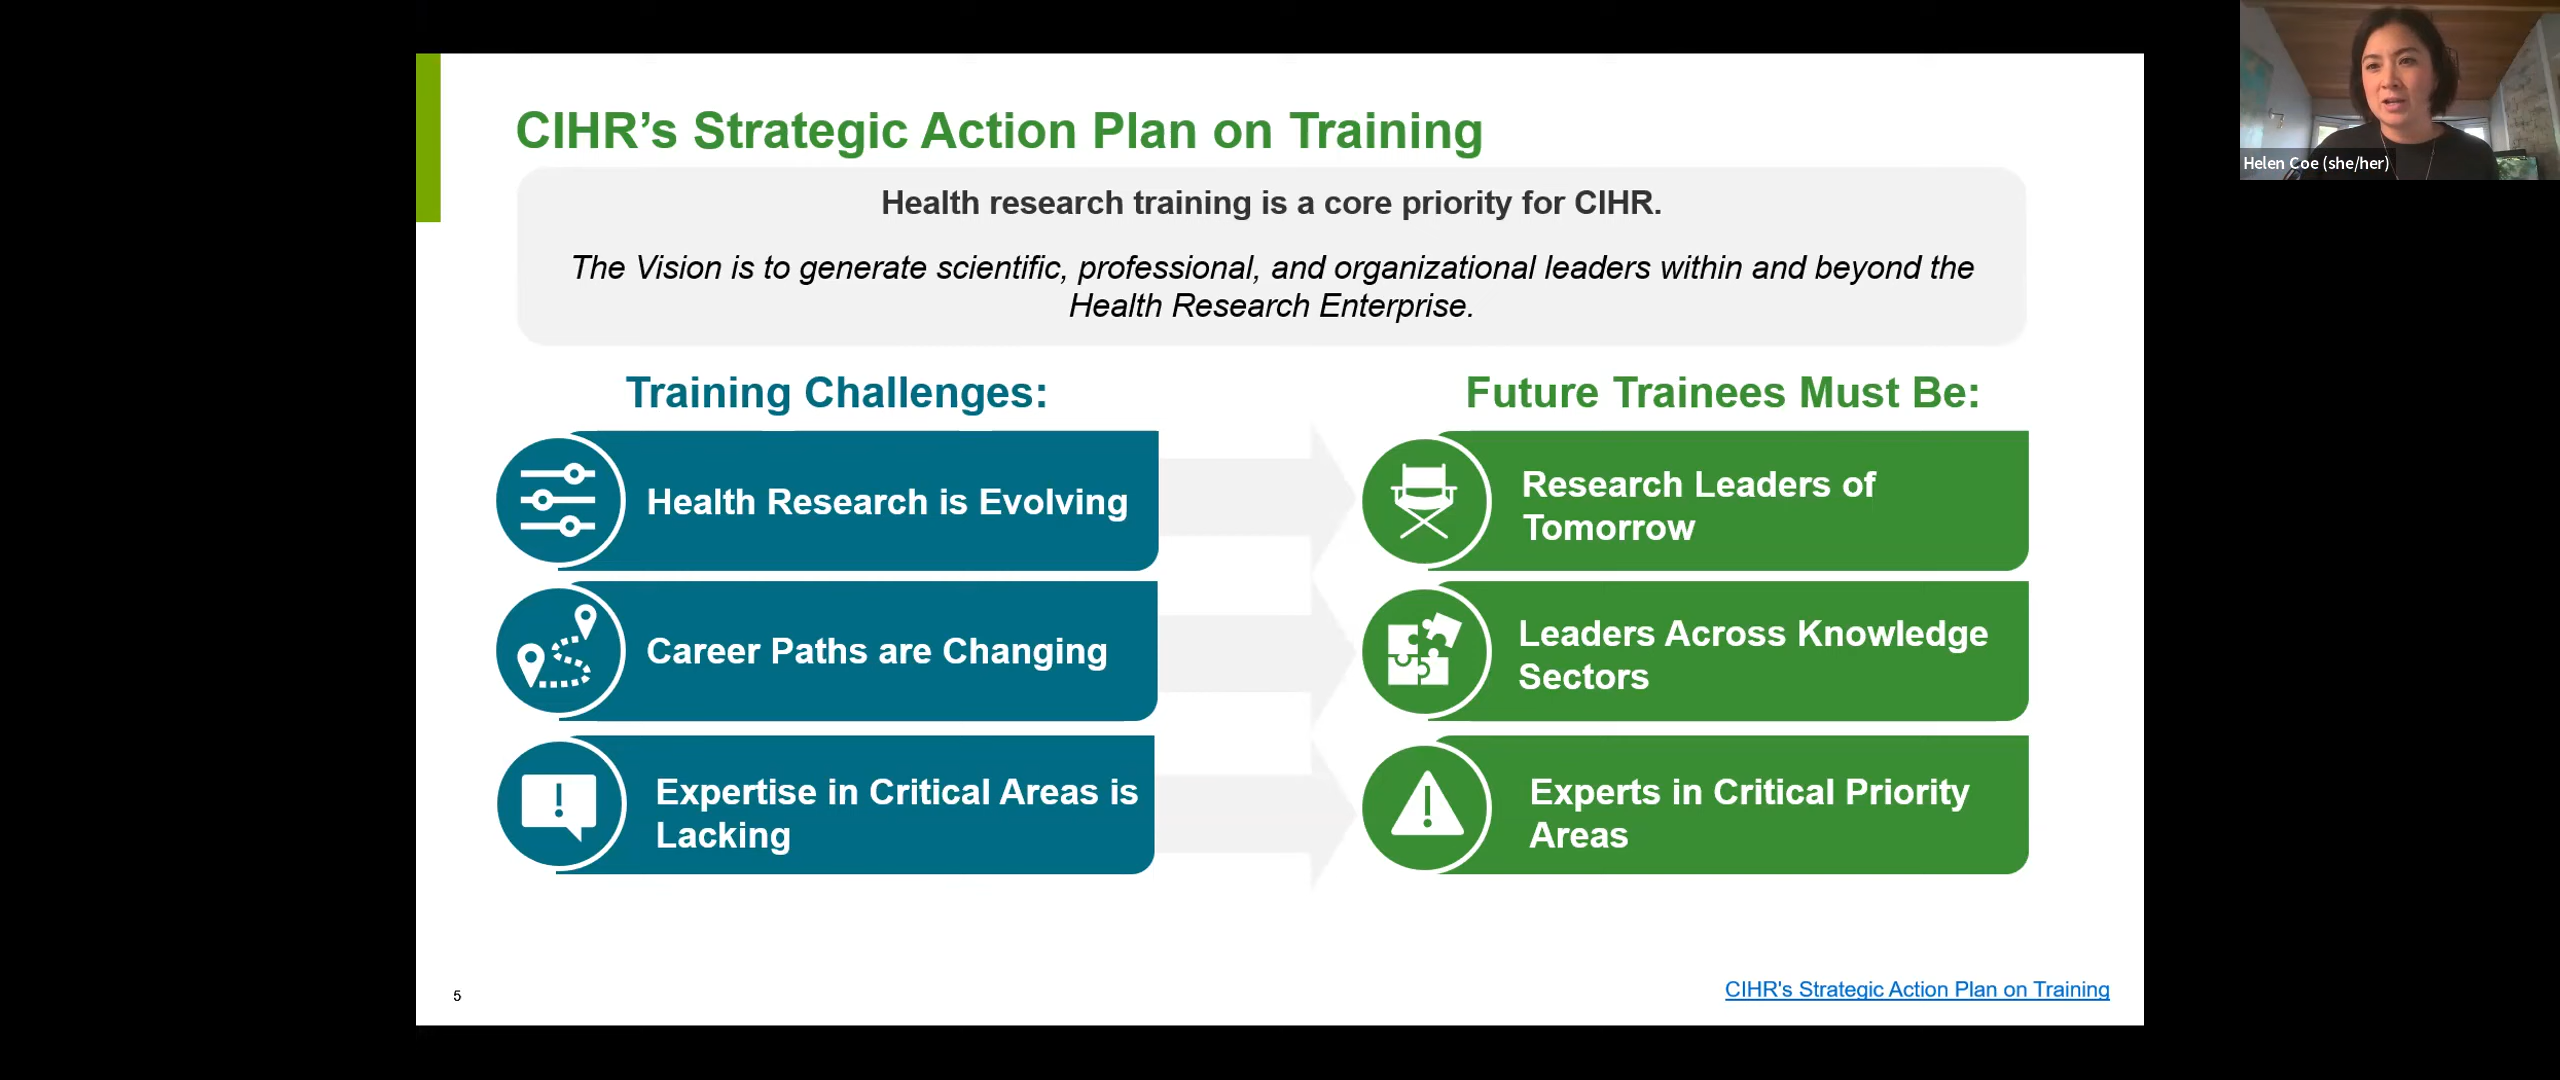 CIHR’s Strategic Action Plan on Training
Health research training is a core priority for CIHR.
The Vision is to generate scientific, professional, and organizational leaders within and beyond the
Health Research Enterprise.
Training Challenges:
Health Research is Evolving
Career Paths are Changing
Expertise in Critical Areas is
Lacking
Future Trainees Must Be:
Research Leaders of
Tomorrow
Leaders Across Knowledge
Sectors
Experts in Critical Priority
Areas
5
CIHR's Strategic Action Plan on Training
Helen Coe (she/her)